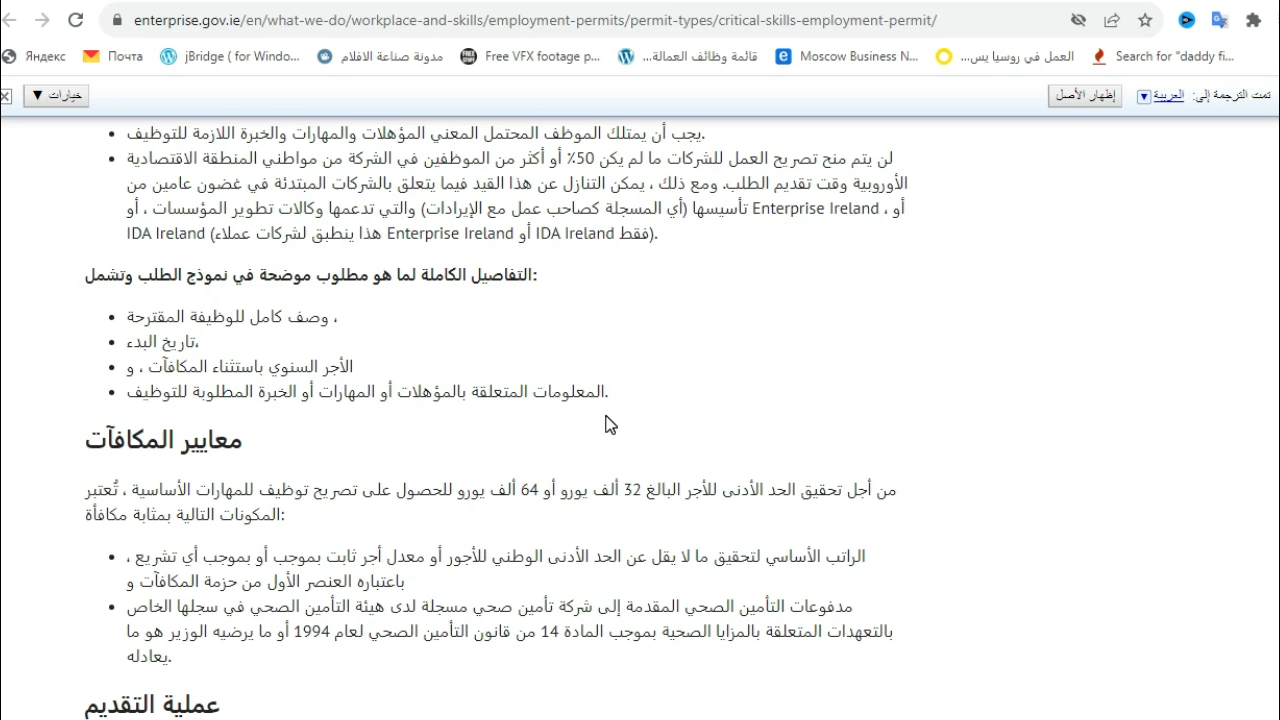 enterprise.gov.ie/en/what-we-do/workplace-and-skills/employment-permits/permit-types/critical-skills-employment-permit/
Яндекс Почта jBridge ( for Windo... مدونة صناعة الافلام Free VFX footage p... قائمة وظائف العمالة... Moscow Business N... العمل في روسيا يس... Search for "daddy fi...
تمت الترجمة إلى: العربية إظهار الأصل خيارات ▼
يجب أن يمتلك الموظف المحتمل المعني المؤهلات والمهارات والخبرة اللازمة للتوظيف.
لن يتم منح تصريح العمل للشركات ما لم يكن 50٪ أو أكثر من الموظفين في الشركة من مواطني المنطقة الاقتصادية
الأوروبية وقت تقديم الطلب. ومع ذلك ، يمكن التنازل عن هذا القيد فيما يتعلق بالشركات المبتدئة في غضون عامين من
تأسيسها (أي المسجلة كصاحب عمل مع الإيرادات) والتي تدعمها وكالات تطوير المؤسسات ، أو Enterprise Ireland ، أو
IDA Ireland (هذا ينطبق لشركات عملاء Enterprise Ireland أو IDA Ireland فقط).
التفاصيل الكاملة لما هو مطلوب موضحة في نموذج الطلب وتشمل:
وصف كامل للوظيفة المقترحة ،
تاريخ البدء،
الأجر السنوي باستثناء المكافآت ، و
المعلومات المتعلقة بالمؤهلات أو المهارات أو الخبرة المطلوبة للتوظيف.
معايير المكافآت
من أجل تحقيق الحد الأدنى للأجر البالغ 32 ألف يورو أو 64 ألف يورو للحصول على تصريح توظيف للمهارات الأساسية ، تُعتبر
المكونات التالية بمثابة مكافأة:
الراتب الأساسي لتحقيق ما لا يقل عن الحد الأدنى الوطني للأجور أو معدل أجر ثابت بموجب أو بموجب أي تشريع ،
باعتباره العنصر الأول من حزمة المكافآت و
مدفوعات التأمين الصحي المقدمة إلى شركة تأمين صحي مسجلة لدى هيئة التأمين الصحي في سجلها الخاص
بالتعهدات المتعلقة بالمزايا الصحية بموجب المادة 14 من قانون التأمين الصحي لعام 1994 أو ما يرضيه الوزير هو ما
يعادله.
عملية التقديم